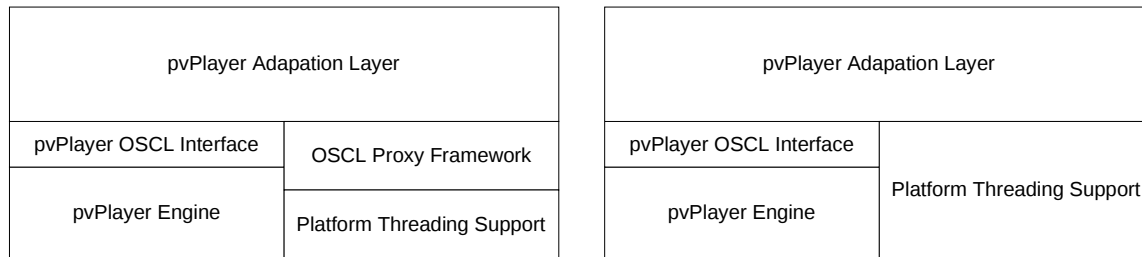 pvPlayer Adapation Layer
pvPlayer OSCL Interface
OSCL Proxy Framework
pvPlayer Engine
Platform Threading Support
pvPlayer Adapation Layer
pvPlayer OSCL Interface
Platform Threading Support
pvPlayer Engine